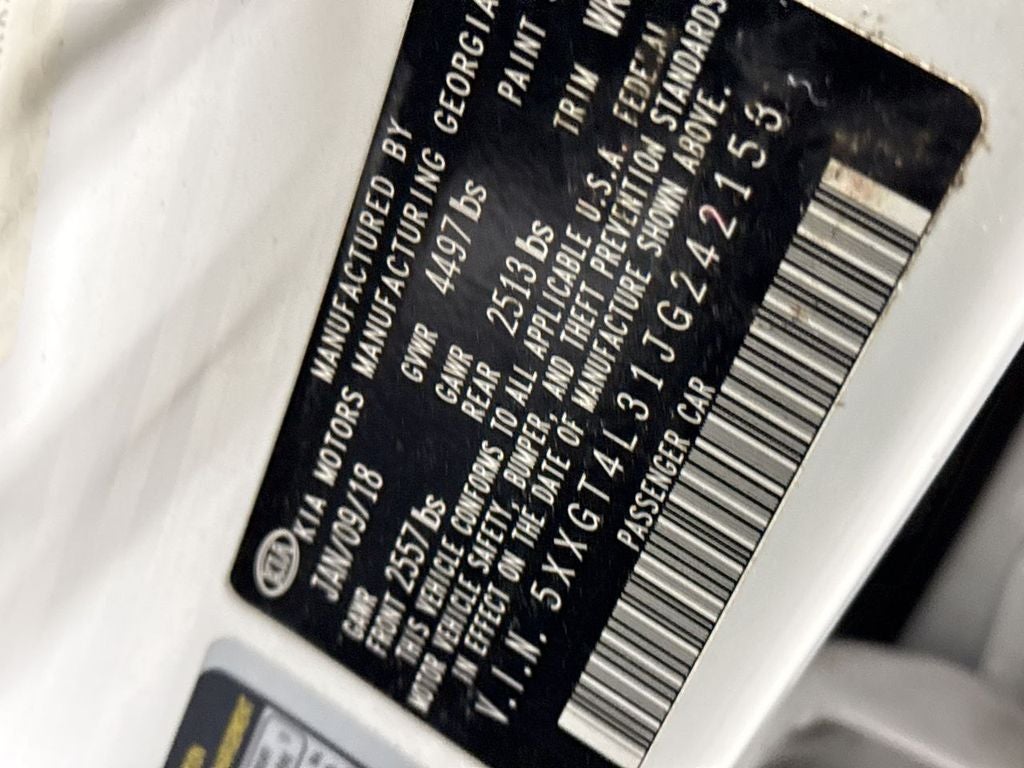 KIA
MANUFACTURED BY
KIA MOTORS MANUFACTURING GEORGIA
JAN/09/18
GVWR 4497lbs
PAINT
GAWR
FRONT 2557lbs
GAWR
REAR 2513lbs
TRIM WK
THIS VEHICLE CONFORMS TO ALL APPLICABLE U.S.A. FEDERAL
MOTOR VEHICLE SAFETY, BUMPER, AND THEFT PREVENTION STANDARDS
IN EFFECT ON THE DATE OF MANUFACTURE SHOWN ABOVE.
V.I.N. 5XXGT4L31JG242153
PASSENGER CAR